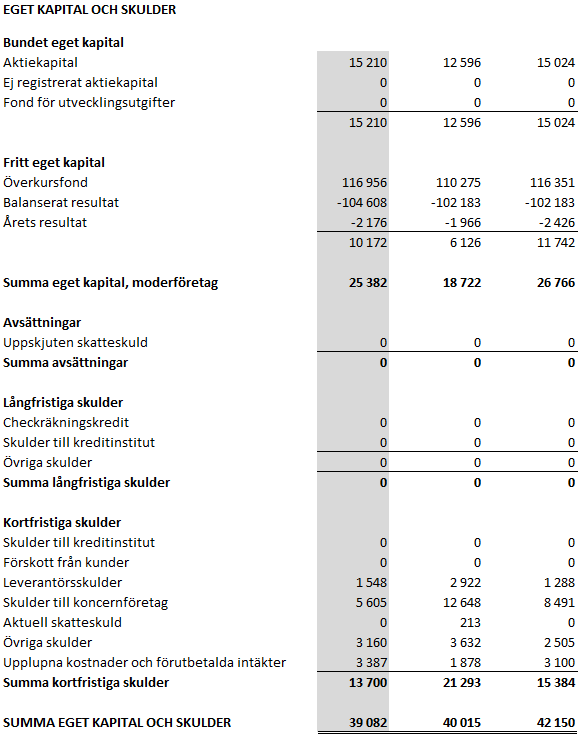 EGET KAPITAL OCH SKULDER
Bundet eget kapital
Aktiekapital 15 210 12 596 15 024
Ej registrerat aktiekapital 0 0 0
Fond för utvecklingsutgifter 0 0 0
15 210 12 596 15 024
Fritt eget kapital
Överkursfond 116 956 110 275 116 351
Balanserat resultat -104 608 -102 183 -102 183
Årets resultat -2 176 -1 966 -2 426
10 172 6 126 11 742
Summa eget kapital, moderföretag 25 382 18 722 26 766
Avsättningar
Uppskjuten skatteskuld 0 0 0
Summa avsättningar 0 0 0
Långfristiga skulder
Checkräkningskredit 0 0 0
Skulder till kreditinstitut 0 0 0
Övriga skulder 0 0 0
Summa långfristiga skulder 0 0 0
Kortfristiga skulder
Skulder till kreditinstitut 0 0 0
Förskott från kunder 0 0 0
Leverantörsskulder 1 548 2 922 1 288
Skulder till koncernföretag 5 605 12 648 8 491
Aktuell skatteskuld 0 213 0
Övriga skulder 3 160 3 632 2 505
Upplupna kostnader och förutbetalda intäkter 3 387 1 878 3 100
Summa kortfristiga skulder 13 700 21 293 15 384
SUMMA EGET KAPITAL OCH SKULDER 39 082 40 015 42 150